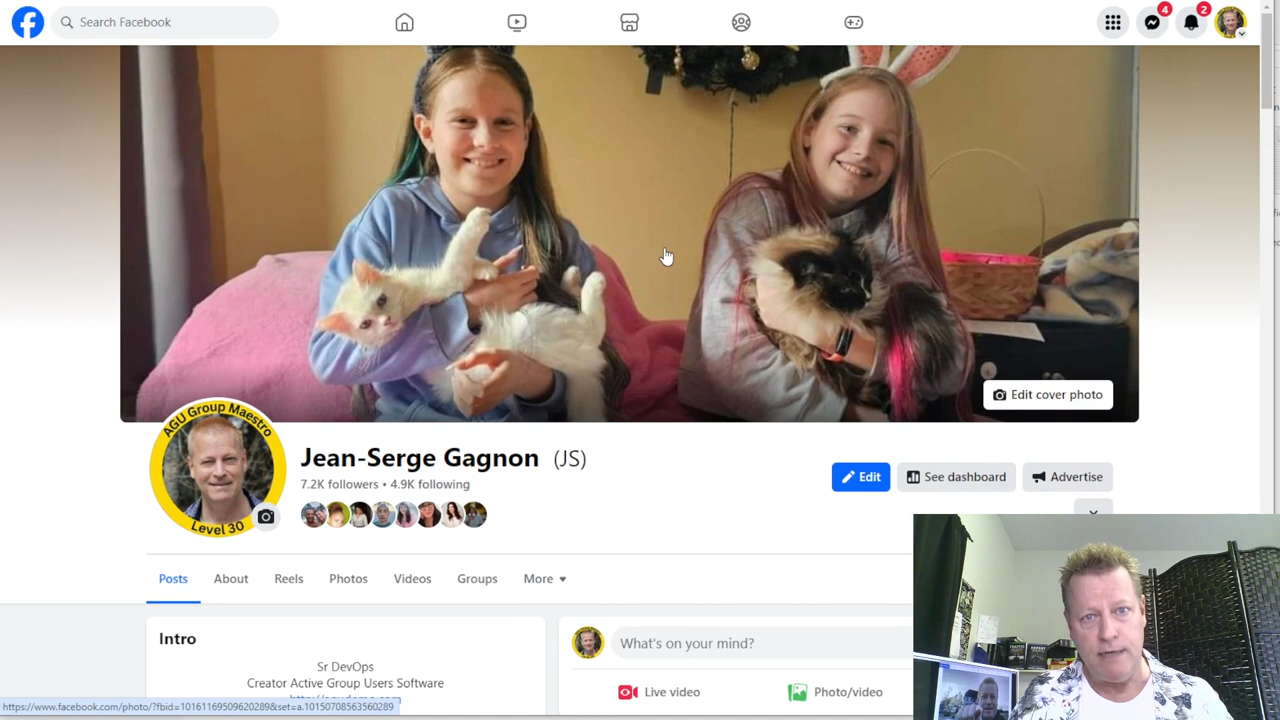 Search Facebook
4
2
Edit cover photo
AGU Group Maestro
Level 30
Jean-Serge Gagnon (JS)
7.2K followers • 4.9K following
Edit
See dashboard
Advertise
Posts
About
Reels
Photos
Videos
Groups
More
Intro
Sr DevOps
Creator Active Group Users Software
What's on your mind?
Live video
Photo/video
https://www.facebook.com/photo/?fbid=10161169509620289&set=a.10150708563560289